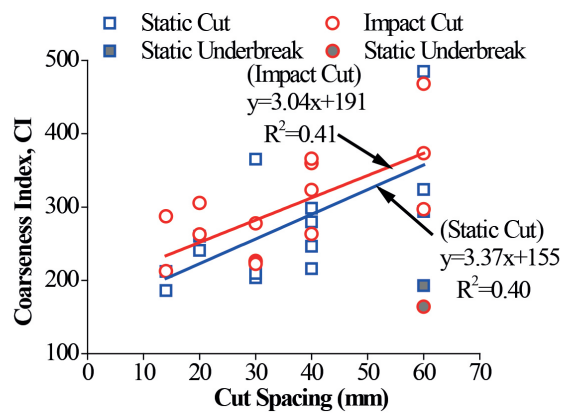 Static Cut Impact Cut
Static Underbreak Static Underbreak
500
(Impact Cut)
y=3.04x+191
R²=0.41
400
300
(Static Cut)
y=3.37x+155
R²=0.40
200
100
0 10 20 30 40 50 60 70
Coarseness Index, CI
Cut Spacing (mm)